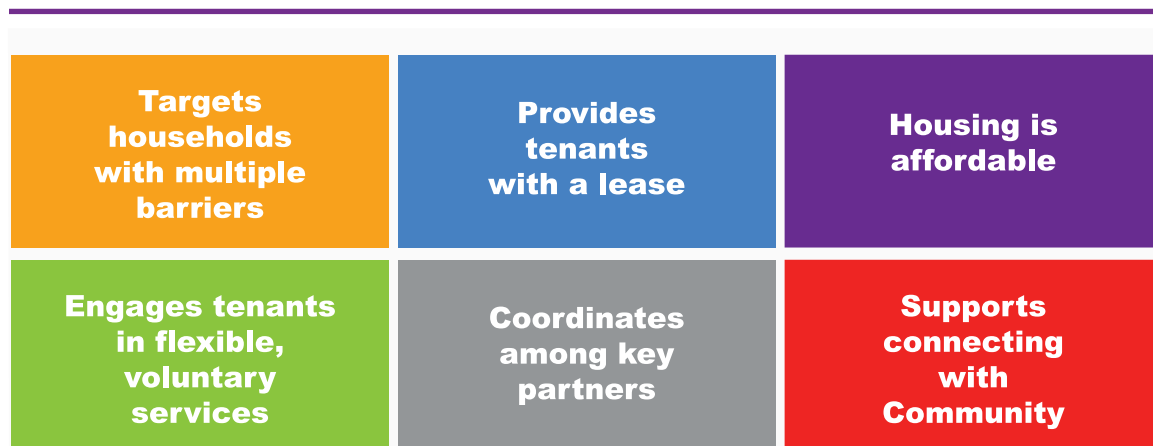 Targets
households
with multiple
barriers
Provides
tenants
with a lease
Housing is
affordable
Engages tenants
in flexible,
voluntary
services
Coordinates
among key
partners
Supports
connecting
with
Community